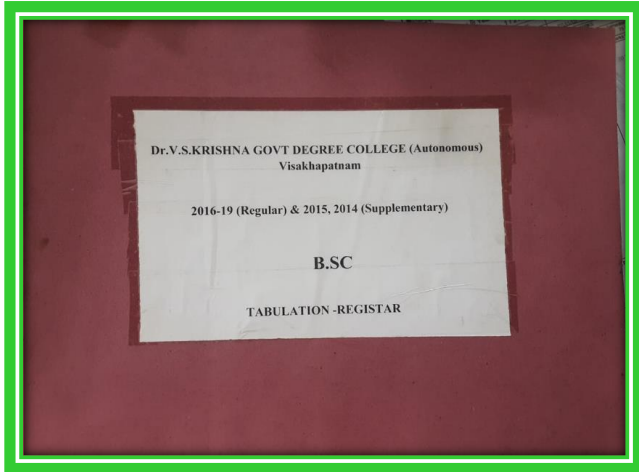 Dr.V.S.KRISHNA GOVT DEGREE COLLEGE (Autonomous)
Visakhapatnam
2016-19 (Regular) & 2015, 2014 (Supplementary)
B.SC
TABULATION -REGISTAR